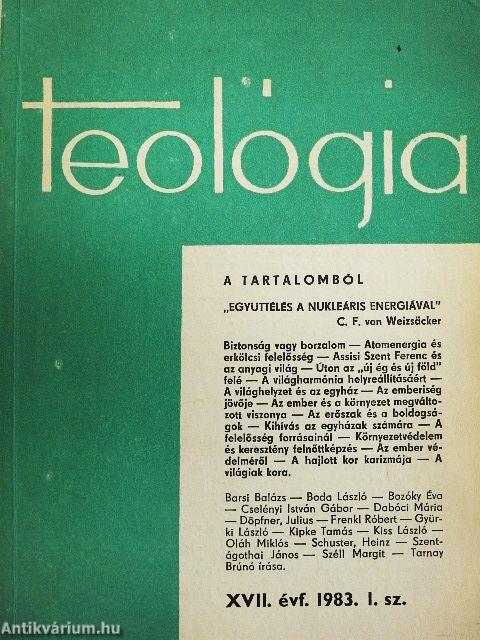 teológia
A TARTALOMBÓL
„EGYÜTTÉLÉS A NUKLEÁRIS ENERGIÁVAL"
C. F. von Weizsäcker
Biztonság vagy borzalom — Atomenergia és
erkölcsi felelősség — Assisi Szent Ferenc és
az anyagi világ — Úton az „új ég és új föld"
felé — A világharmónia helyreállításáért —
A világhelyzet és az egyház — Az emberiség
jövője — Az ember és a környezet megválto-
zott viszonya — Az erőszak és a boldogsá-
gok — Kihívás az egyházak számára — A
felelősség forrásainál — Környezetvédelem
és keresztény felnőttképzés — Az ember vé-
delméről — A hajlott kor karizmája — A
világiak kora.
Barsi Balázs — Boda László — Bozóky Éva
— Cselényi István Gábor — Dabóci Mária
— Döpfner, Julius — Frenkl Róbert — Györ-
ki László — Kipke Tamás — Kiss László —
Oláh Miklós — Schuster, Heinz — Szent-
ágothai János — Széll Margit — Tarnay
Brúnó írása.
XVII. évf. 1983. I. sz.
Antikvárium.hu